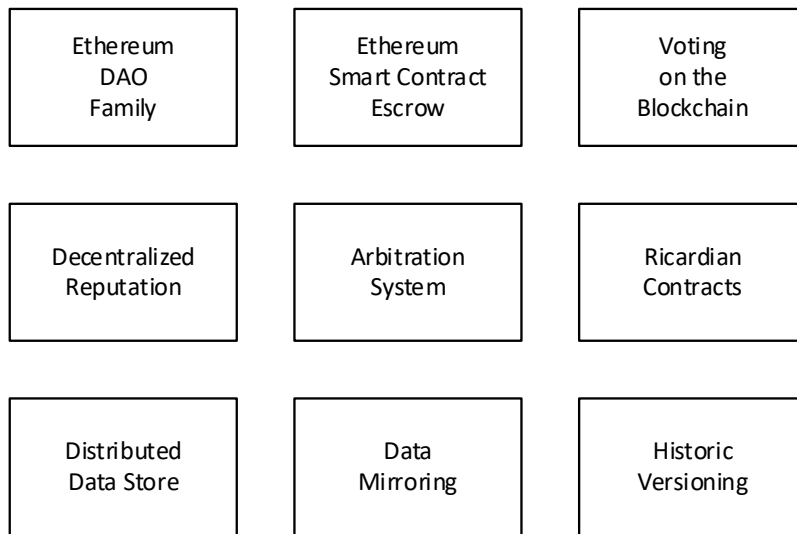 Ethereum
DAO
Family
Ethereum
Smart Contract
Escrow
Voting
on the
Blockchain
Decentralized
Reputation
Arbitration
System
Ricardian
Contracts
Distributed
Data Store
Data
Mirroring
Historic
Versioning